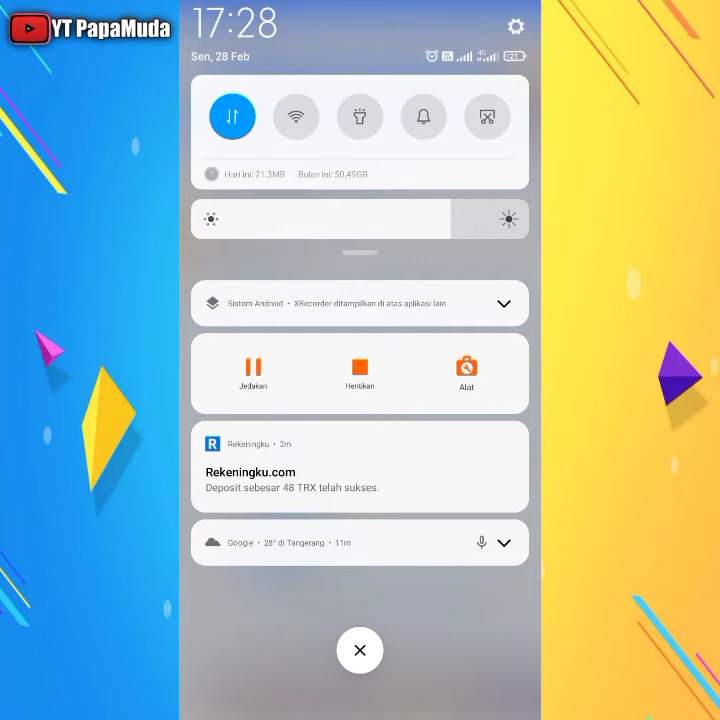 YT PapaMuda
17:28
Sen, 28 Feb
4G
21
Hari ini: 21,3MB Bulan ini: 50,49GB
Sistem Android • XRecorder ditampilkan di atas aplikasi lain
Jedakan
Hentikan
Alat
R Rekeningku • 2m
Rekeningku.com
Deposit sebesar 48 TRX telah sukses.
Google • 28° di Tangerang • 11m